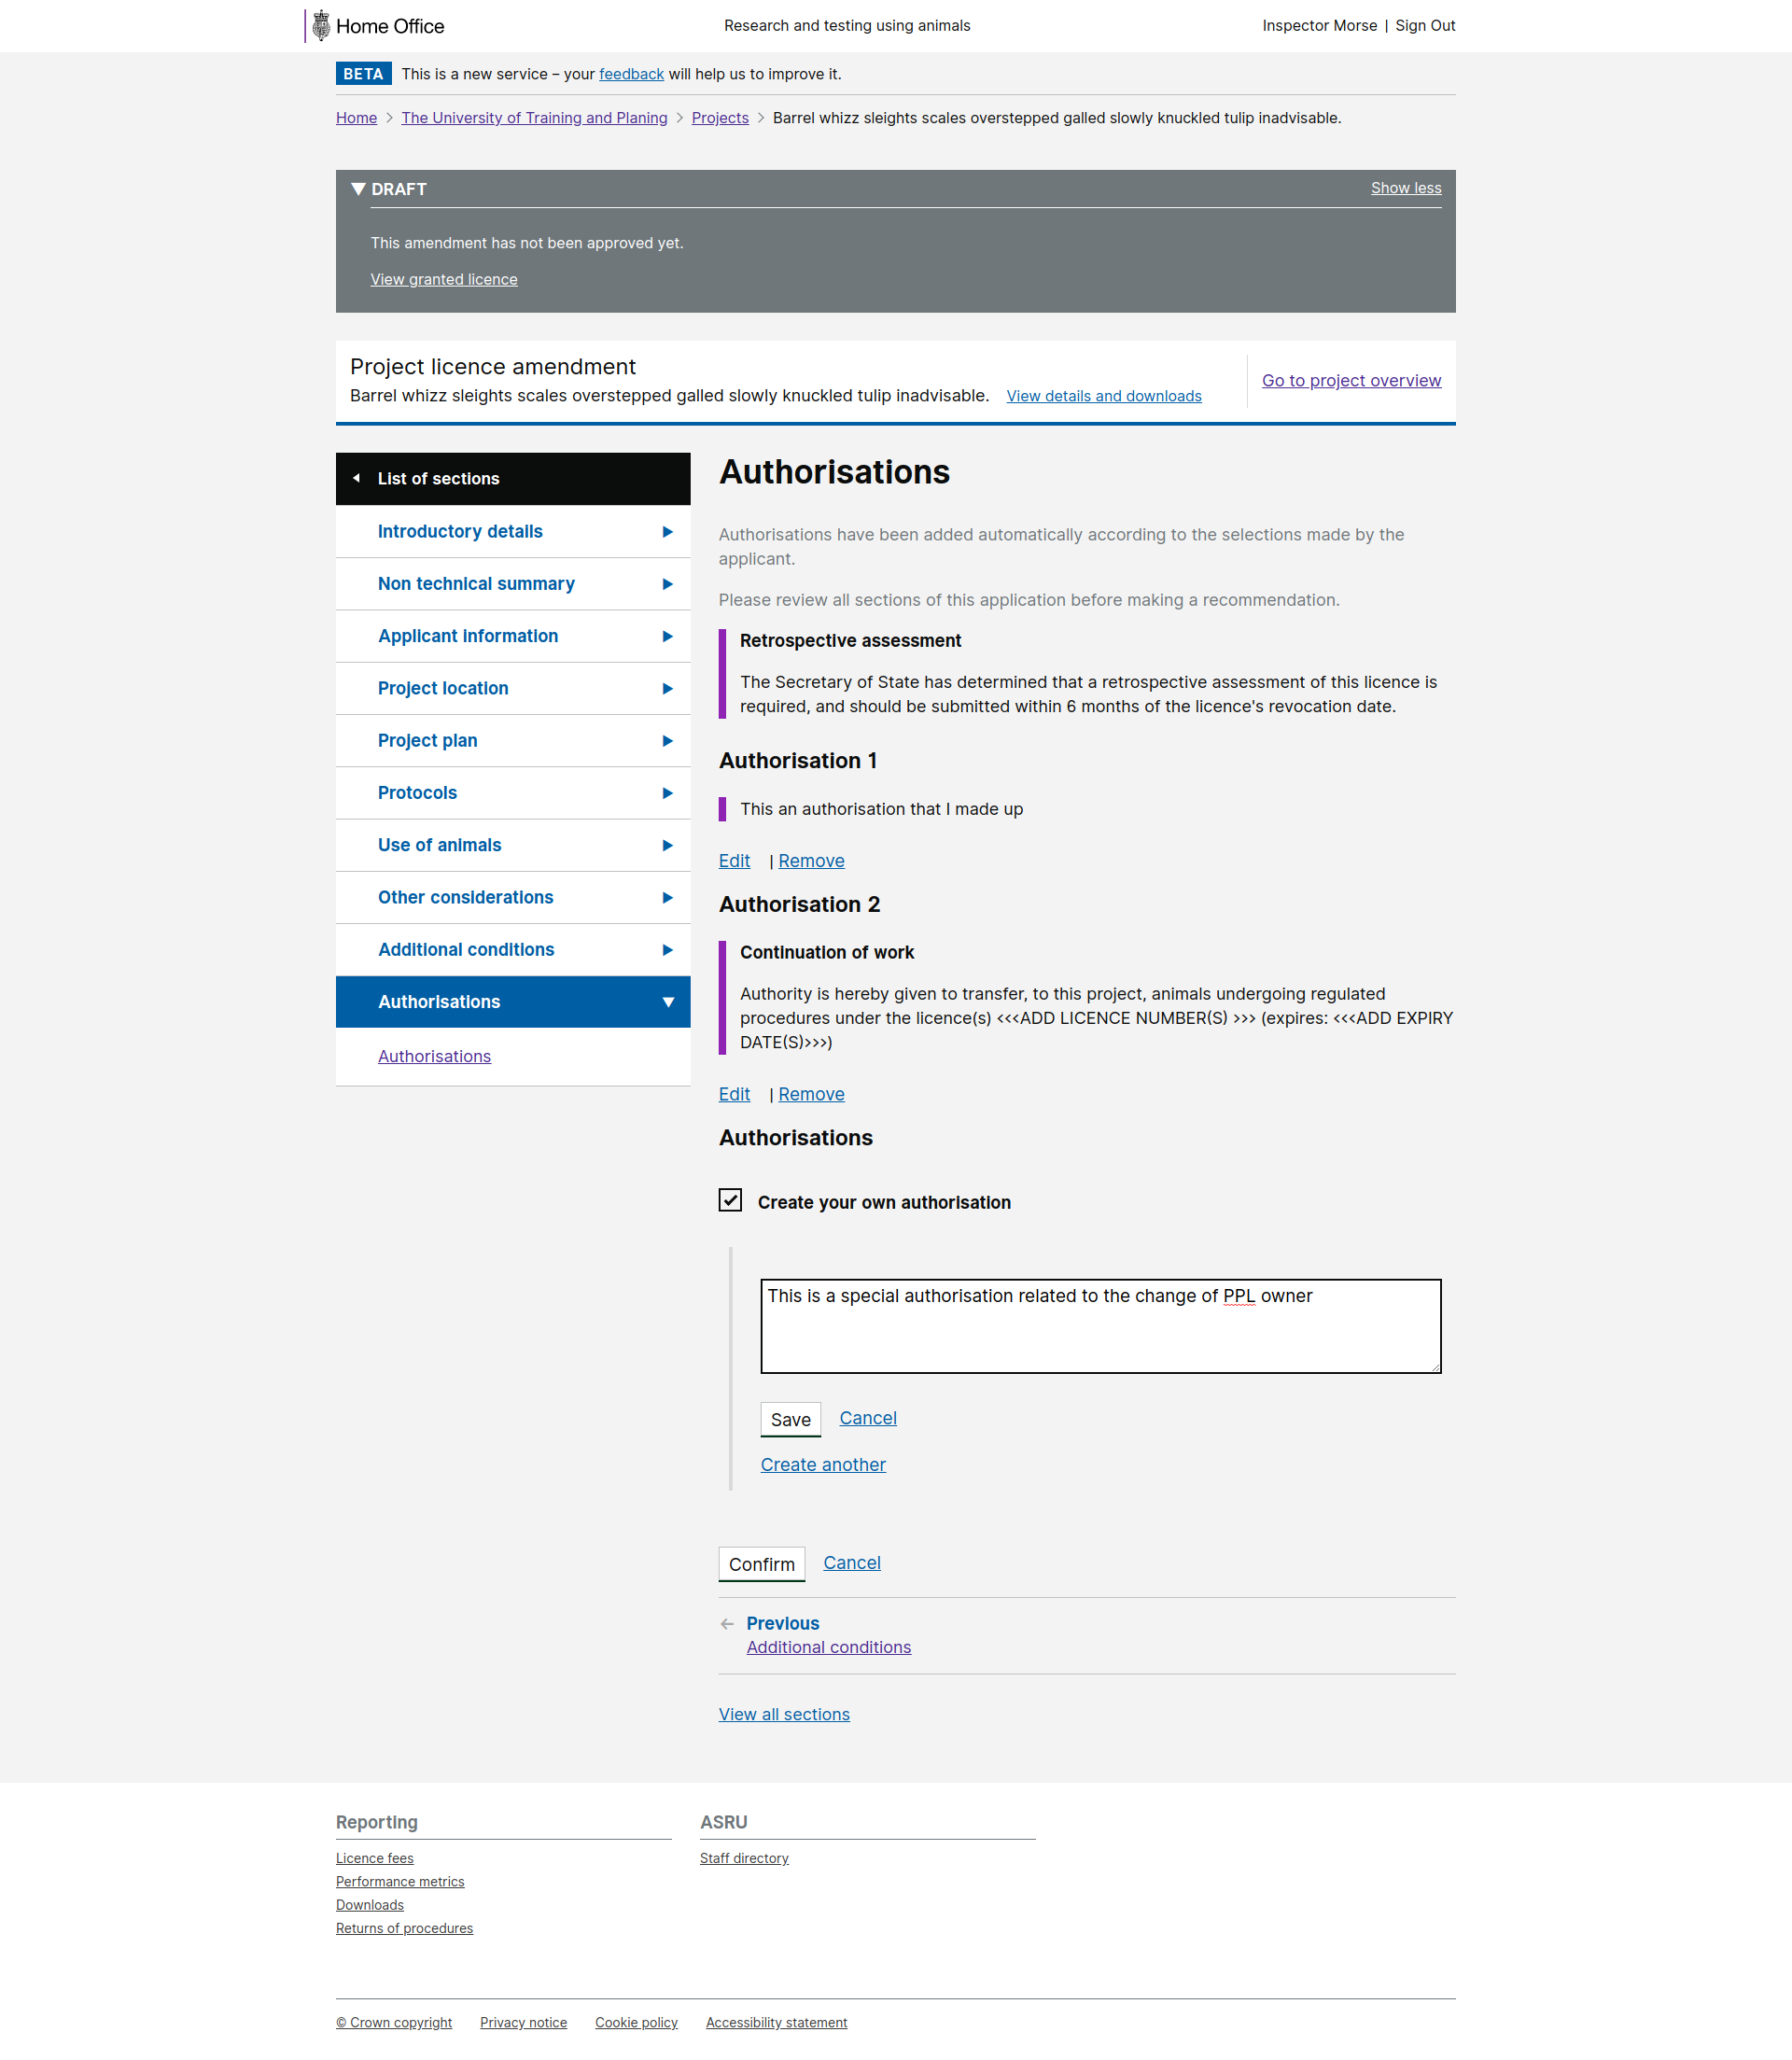 Home Office
Research and testing using animals
Inspector Morse | Sign Out
BETA This is a new service – your feedback will help us to improve it.
Home > The University of Training and Planing > Projects > Barrel whizz sleights scales overstepped galled slowly knuckled tulip inadvisable.
▼ DRAFT
Show less
This amendment has not been approved yet.
View granted licence
Project licence amendment
Barrel whizz sleights scales overstepped galled slowly knuckled tulip inadvisable. View details and downloads
Go to project overview
List of sections
Introductory details
Non technical summary
Applicant information
Project location
Project plan
Protocols
Use of animals
Other considerations
Additional conditions
Authorisations
Authorisations
Authorisations
Authorisations have been added automatically according to the selections made by the
applicant.
Please review all sections of this application before making a recommendation.
Retrospective assessment
The Secretary of State has determined that a retrospective assessment of this licence is
required, and should be submitted within 6 months of the licence's revocation date.
Authorisation 1
This an authorisation that I made up
Edit | Remove
Authorisation 2
Continuation of work
Authority is hereby given to transfer, to this project, animals undergoing regulated
procedures under the licence(s) <<<ADD LICENCE NUMBER(S) >>> (expires: <<<ADD EXPIRY
DATE(S)>>>)
Edit | Remove
Authorisations
Create your own authorisation
This is a special authorisation related to the change of PPL owner
Save Cancel
Create another
Confirm Cancel
← Previous
Additional conditions
View all sections
Reporting
Licence fees
Performance metrics
Downloads
Returns of procedures
ASRU
Staff directory
© Crown copyright Privacy notice Cookie policy Accessibility statement